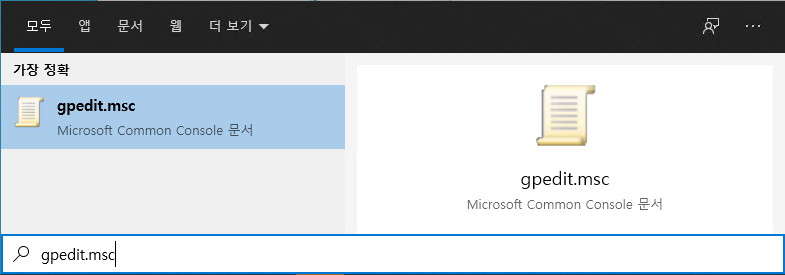 모두 앱 문서 웹 더 보기
가장 정확
gpedit.msc
Microsoft Common Console 문서
gpedit.msc
Microsoft Common Console 문서
gpedit.msc